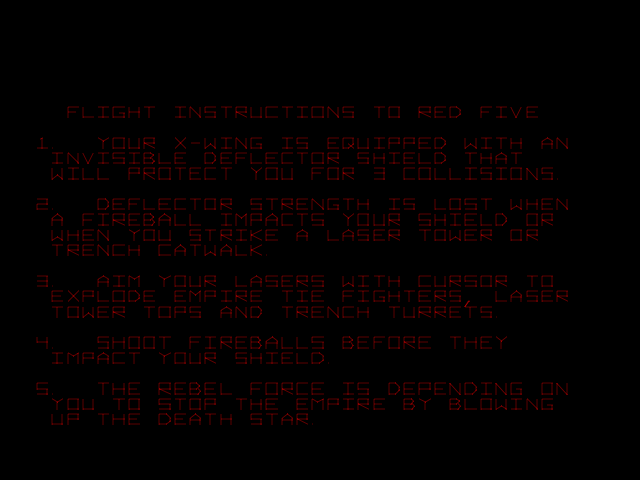 FLIGHT INSTRUCTIONS TO RED FIVE
1 YOUR X-WING IS EQUIPPED WITH AN
INVISIBLE DEFLECTOR SHIELD THAT
WILL PROTECT YOU FOR 3 COLLISIONS
2 DEFLECTOR STRENGTH IS LOST WHEN
A FIREBALL IMPACTS YOUR SHIELD OR
WHEN YOU STRIKE A LASER TOWER OR
TRENCH CATWALK
3 AIM YOUR LASERS WITH CURSOR TO
EXPLODE EMPIRE TIE FIGHTERS, LASER
TOWER TOPS AND TRENCH TURRETS
4 SHOOT FIREBALLS BEFORE THEY
IMPACT YOUR SHIELD
5 THE REBEL FORCE IS DEPENDING ON
YOU TO STOP THE EMPIRE BY BLOWING
UP THE DEATH STAR